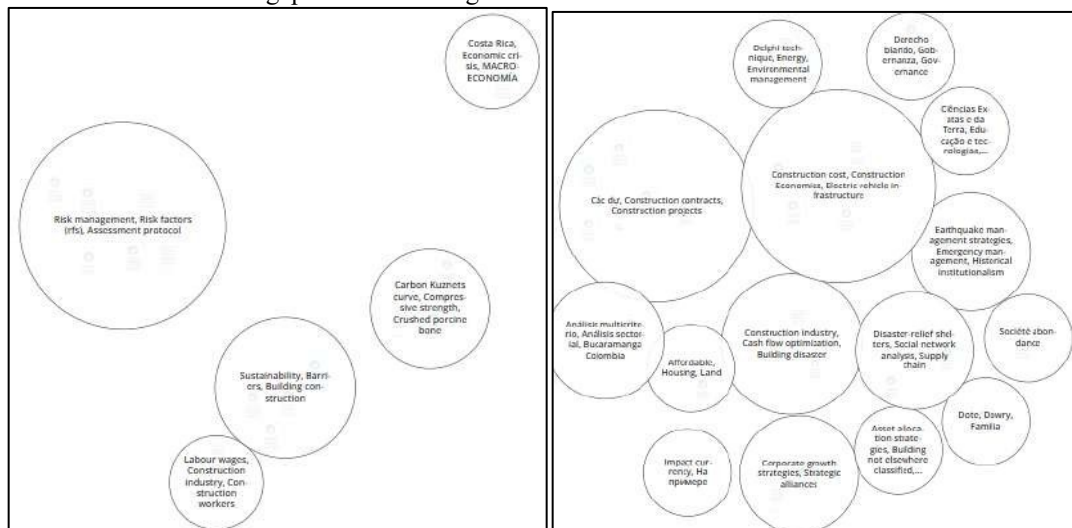 Costa Rica,
Economic cri-
sis, MACRO-
ECONOMÍA
Risk management, Risk factors
(rfs), Assessment protocol
Carbon Kuznets
curve, Compres-
sive strength,
Crushed porcine
bone
Sustainability, Barri-
ers, Building con-
struction
Labour wages,
Construction
industry, Con-
struction
workers
Delphi tech-
nique, Energy,
Environmental
management
Derecho
blando, Gob-
ernanza, Gov-
ernance
Ciências Ex-
atas e da
Terra, Edu-
cação e tec-
nologias,...
Construction cost, Construction
Economics, Electric vehicle in-
frastructure
Các dự, Construction contracts,
Construction projects
Earthquake man-
agement strategies,
Emergency man-
agement, Historical
institutionalism
Análisis multicrite-
rio, Análisis sector-
ial, Bucaramanga
Colombia
Affordable,
Housing, Land
Construction industry,
Cash flow optimization,
Building disaster
Disaster-relief shel-
ters, Social network
analysis, Supply
chain
Société abon-
dance
Dote, Dowry,
Familia
Asset alloca-
tion strate-
gies, Building
not elsewhere
classified,...
Impact cur-
rency, На
примере
Corporate growth
strategies, Strategic
alliances